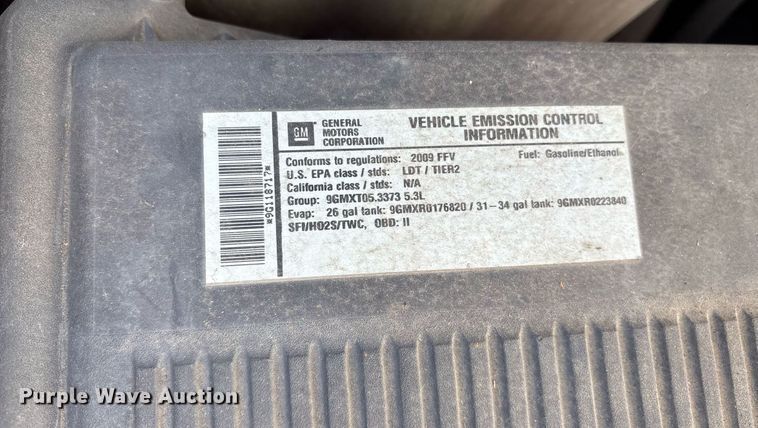 GM
GENERAL
MOTORS
CORPORATION
VEHICLE EMISSION CONTROL
INFORMATION
Conforms to regulations: 2009 FFV Fuel: Gasoline/Ethanol
U.S. EPA class / stds: LDT / TIER2
California class / stds: N/A
Group: 9GMXT05.3373 5.3L
Evap: 26 gal tank: 9GMXR0176820 / 31-34 gal tank: 9GMXR0223840
SFI/HO2S/TWC, OBD: II
*9G118717*
Purple Wave Auction